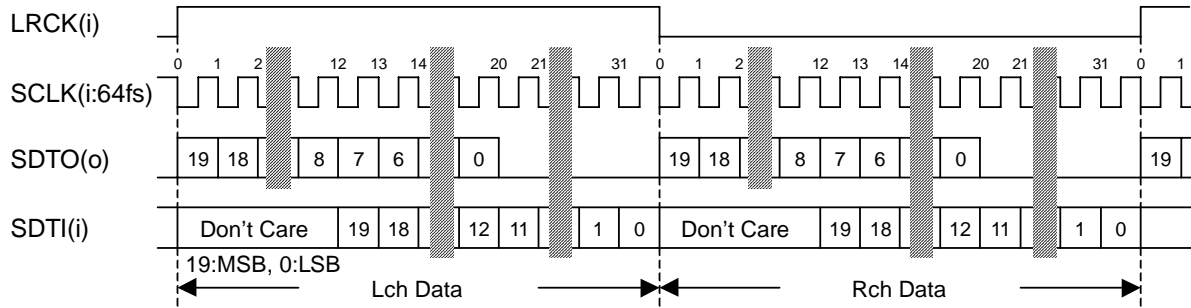 LRCK(i)
0 1 2 12 13 14 20 21 31 0 1 2 12 13 14 20 21 31 0 1
SCLK(i:64fs)
SDTO(o) 19 18 8 7 6 0 19 18 8 7 6 0 19
SDTI(i) Don't Care 19 18 12 11 1 0 Don't Care 19 18 12 11 1 0
19:MSB, 0:LSB
Lch Data Rch Data